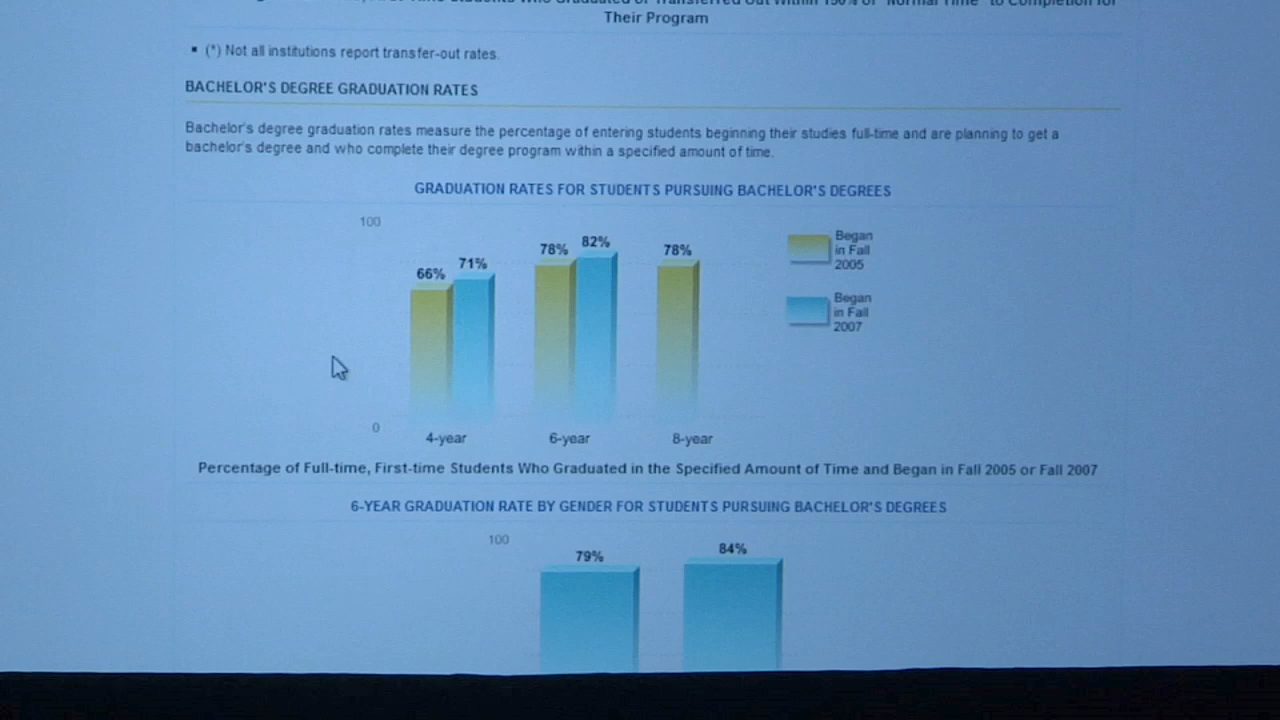 Their Program
(*) Not all institutions report transfer-out rates.
BACHELOR'S DEGREE GRADUATION RATES
Bachelor's degree graduation rates measure the percentage of entering students beginning their studies full-time and are planning to get a
bachelor's degree and who complete their degree program within a specified amount of time.
GRADUATION RATES FOR STUDENTS PURSUING BACHELOR'S DEGREES
100
66%
71%
78%
82%
78%
Began
in Fall
2005
Began
in Fall
2007
0
4-year
6-year
8-year
Percentage of Full-time, First-time Students Who Graduated in the Specified Amount of Time and Began in Fall 2005 or Fall 2007
6-YEAR GRADUATION RATE BY GENDER FOR STUDENTS PURSUING BACHELOR'S DEGREES
100
79%
84%